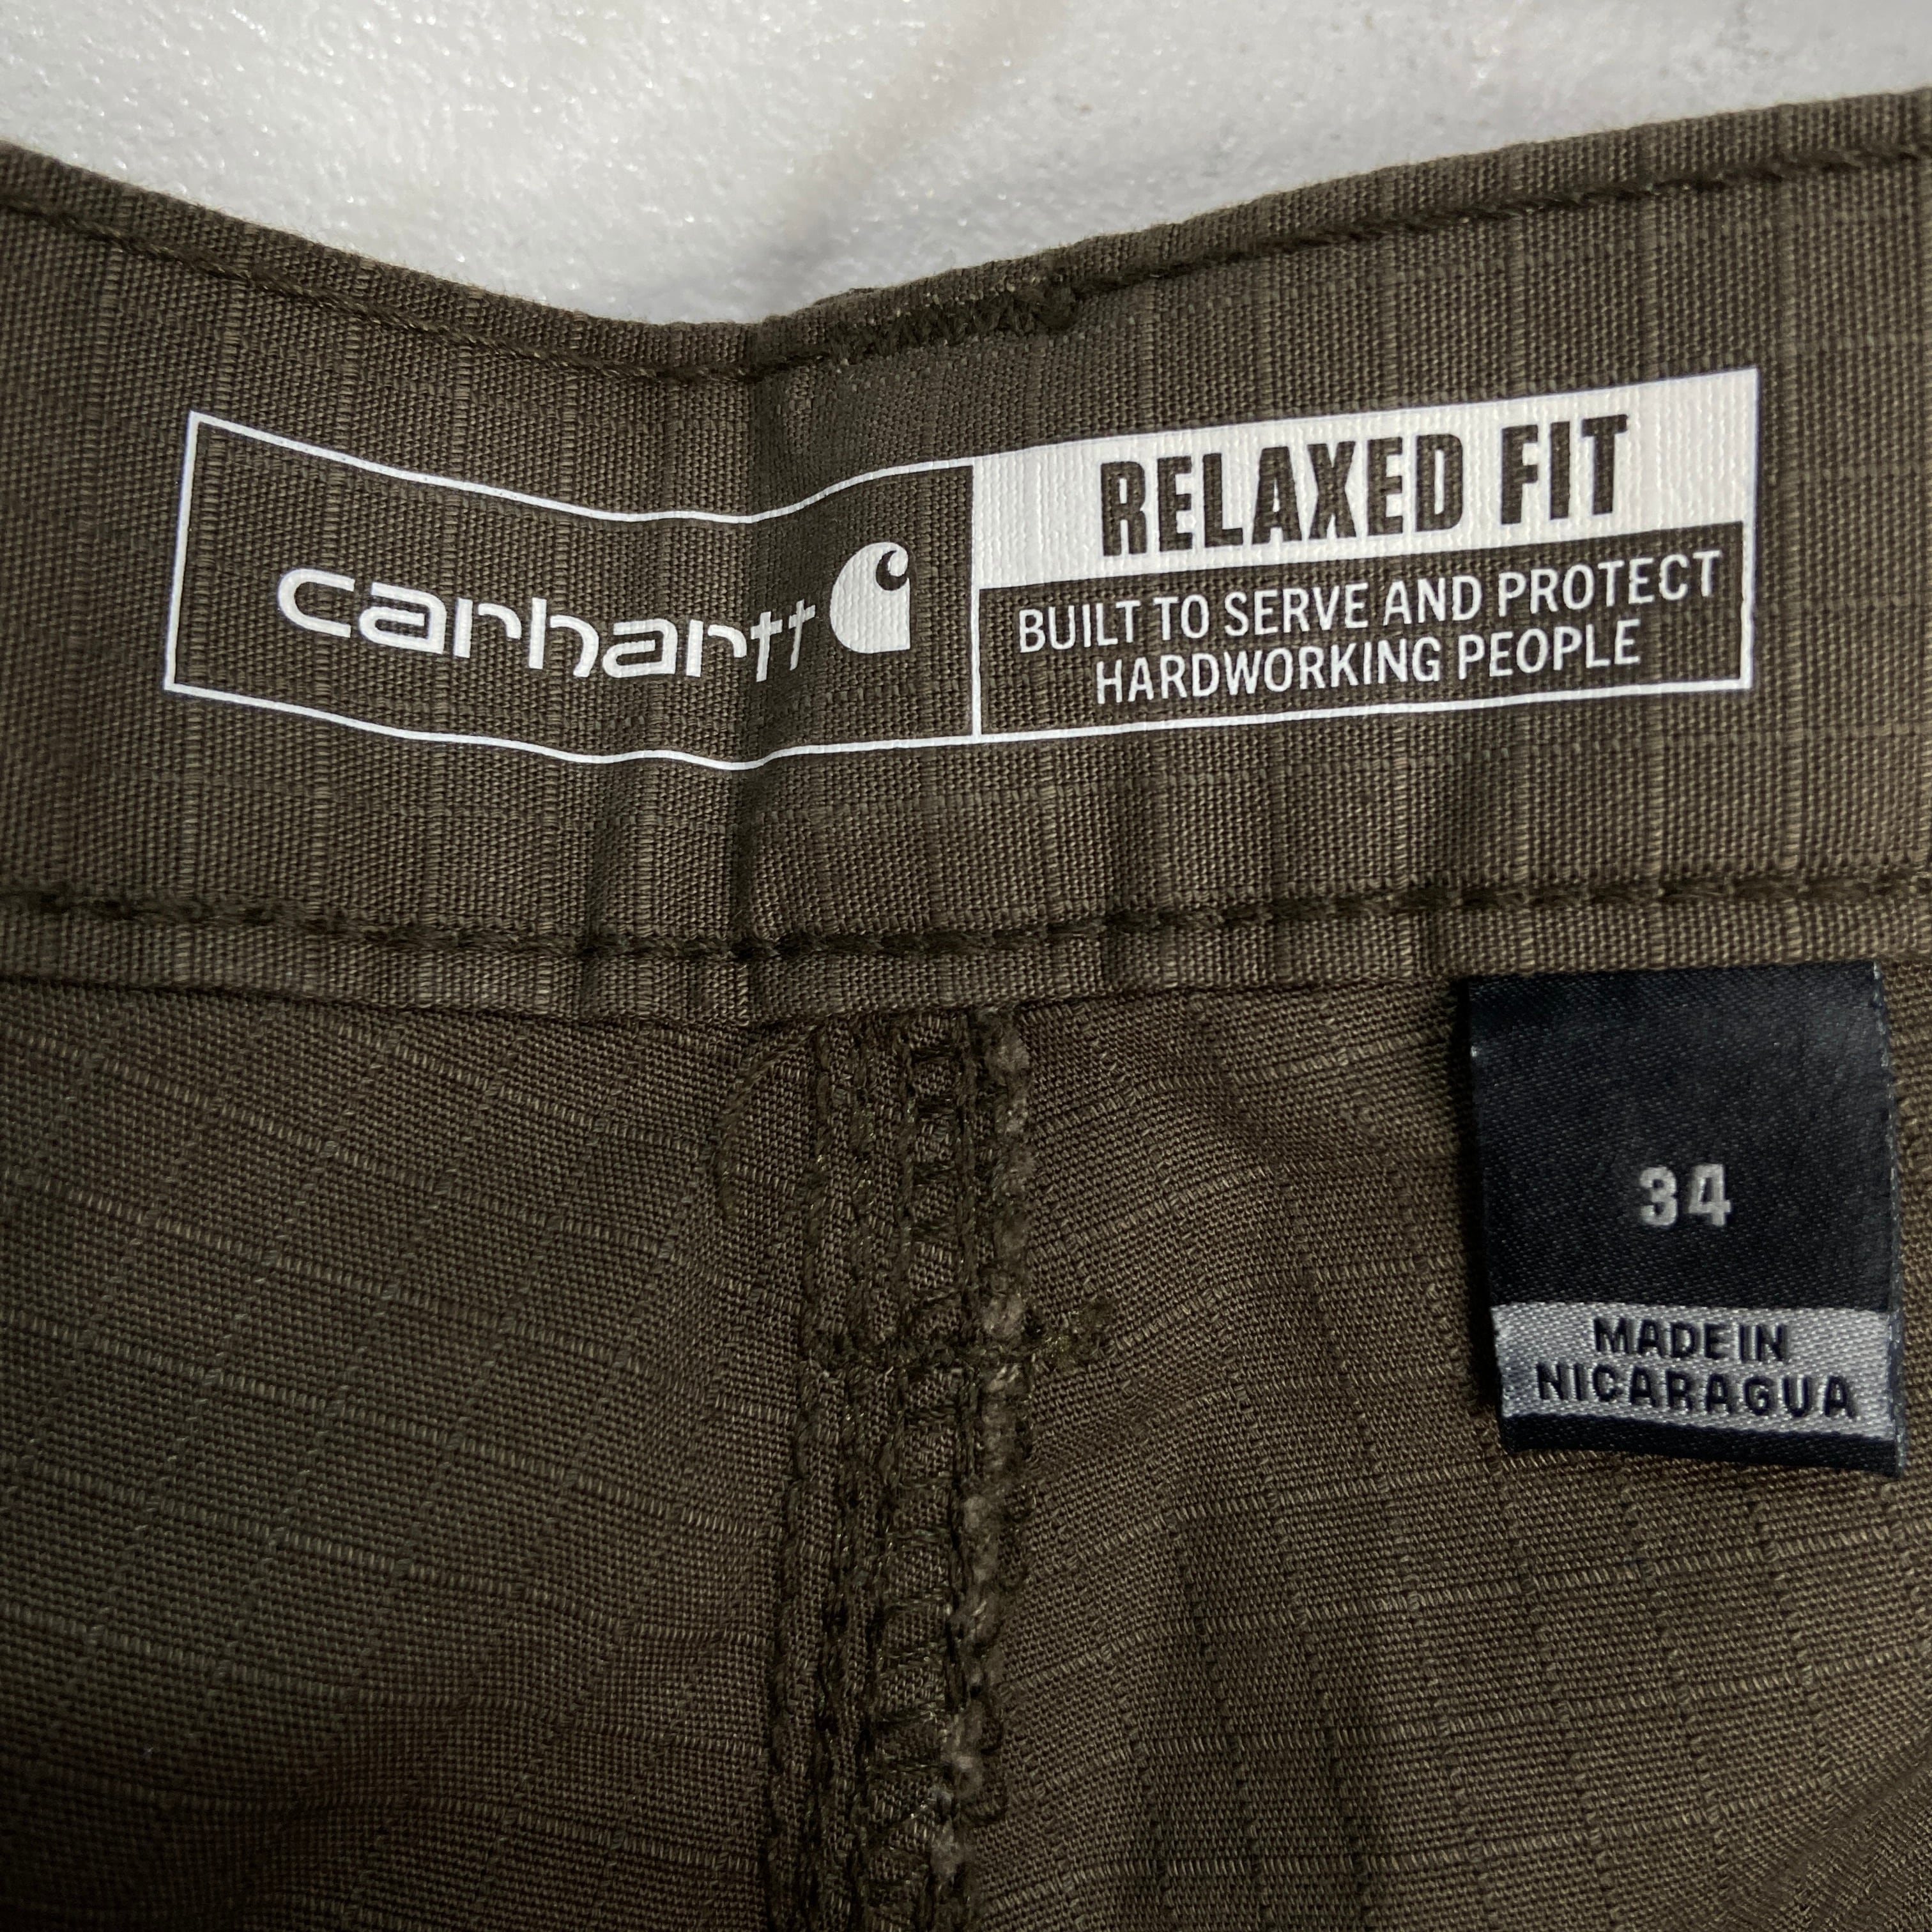 carhartt
RELAXED FIT
BUILT TO SERVE AND PROTECT
HARDWORKING PEOPLE
34
MADE IN
NICARAGUA